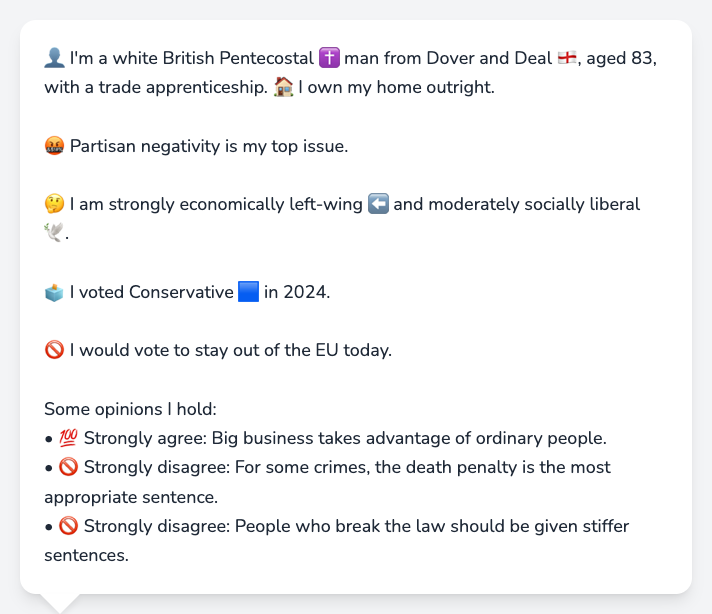 👤 I'm a white British Pentecostal ✝️ man from Dover and Deal 🏴󠁧󠁢󠁥󠁮󠁧󠁿, aged 83,
with a trade apprenticeship. 🏠 I own my home outright.
🤬 Partisan negativity is my top issue.
🤔 I am strongly economically left-wing ⬅️ and moderately socially liberal
🕊️.
🗳️ I voted Conservative 🟦 in 2024.
🚫 I would vote to stay out of the EU today.
Some opinions I hold:
• 💯 Strongly agree: Big business takes advantage of ordinary people.
• 🚫 Strongly disagree: For some crimes, the death penalty is the most
appropriate sentence.
• 🚫 Strongly disagree: People who break the law should be given stiffer
sentences.